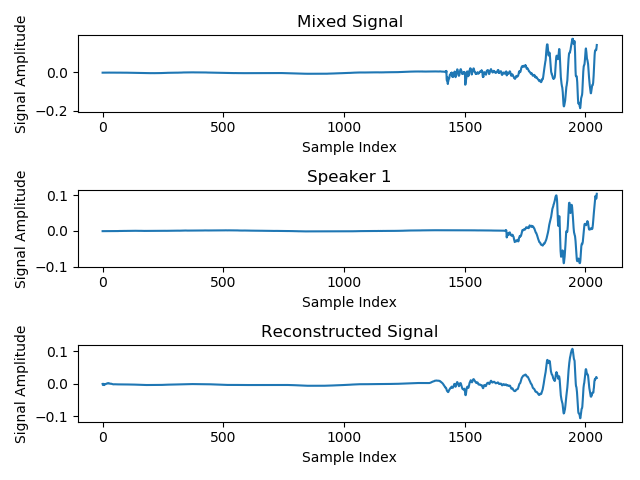 Mixed Signal
Signal Amplitude
0.0
−0.2
0 500 1000 1500 2000
Sample Index
Speaker 1
Signal Amplitude
0.1
0.0
−0.1
0 500 1000 1500 2000
Sample Index
Reconstructed Signal
Signal Amplitude
0.1
0.0
−0.1
0 500 1000 1500 2000
Sample Index